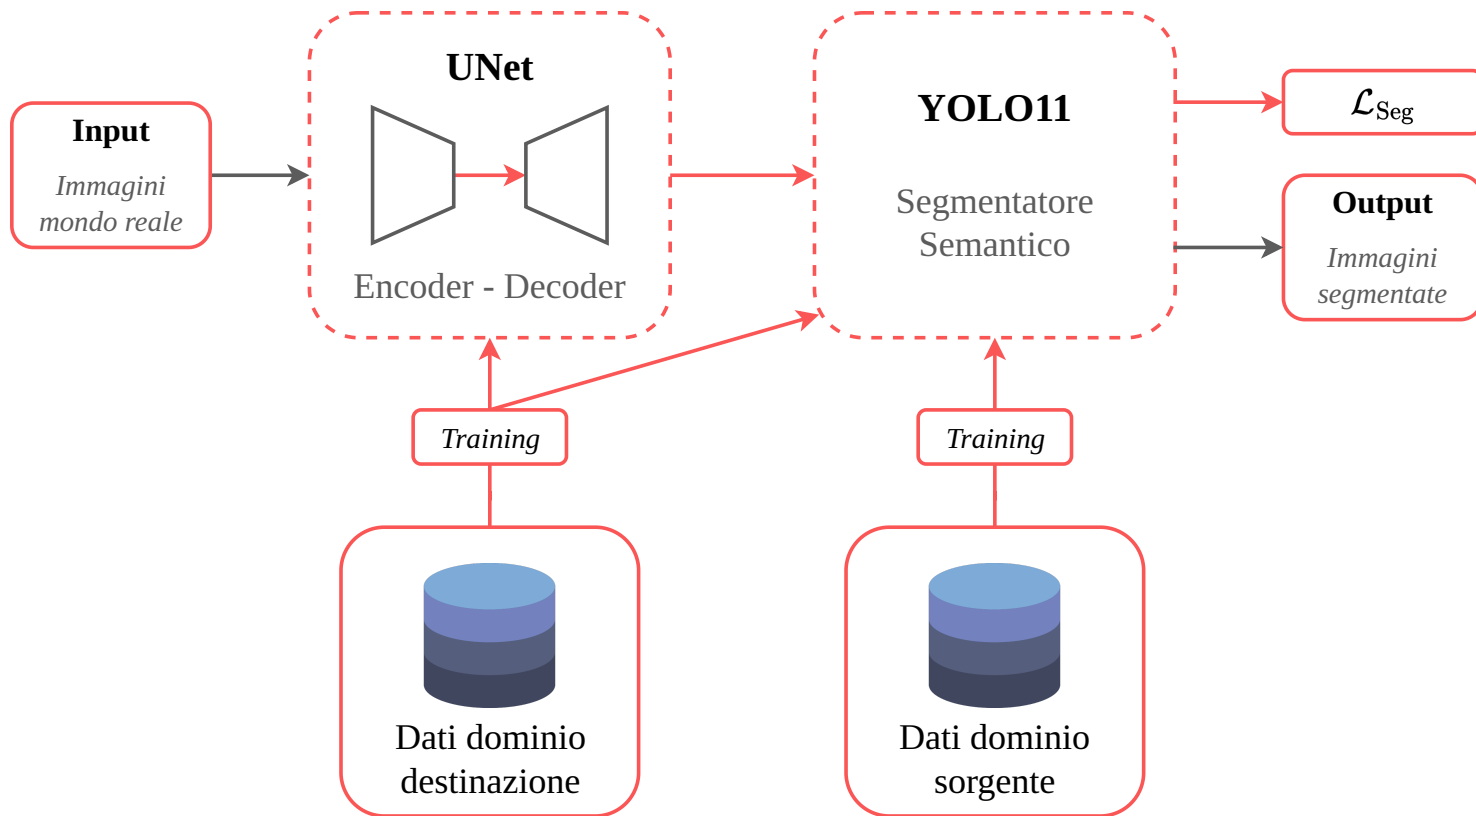 Input
Immagini
mondo reale
UNet
Encoder - Decoder
YOLO11
Segmentatore
Semantico
ℒSeg
Output
Immagini
segmentate
Training
Training
Dati dominio
destinazione
Dati dominio
sorgente